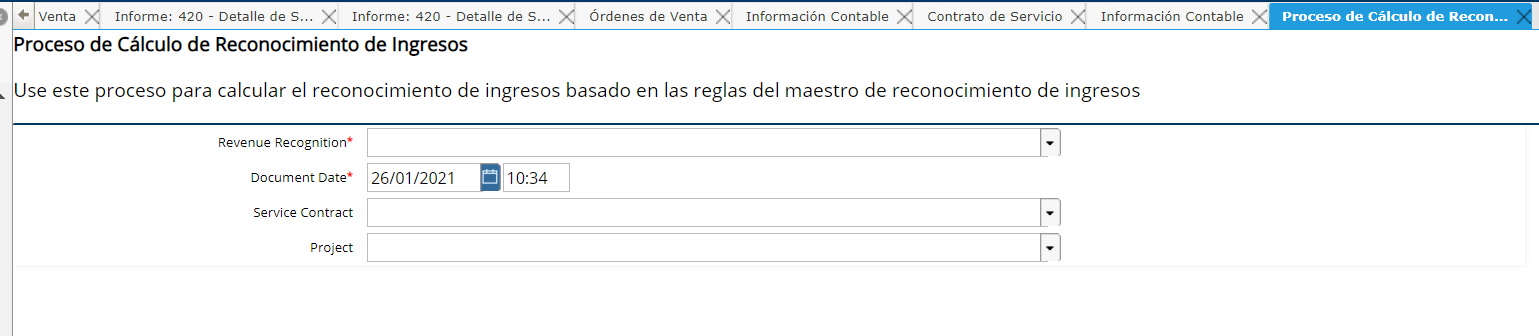 Venta Informe: 420 - Detalle de S... Informe: 420 - Detalle de S... Órdenes de Venta Información Contable Contrato de Servicio Información Contable Proceso de Cálculo de Recon...
Proceso de Cálculo de Reconocimiento de Ingresos
Use este proceso para calcular el reconocimiento de ingresos basado en las reglas del maestro de reconocimiento de ingresos
Revenue Recognition*
Document Date* 26/01/2021 10:34
Service Contract
Project